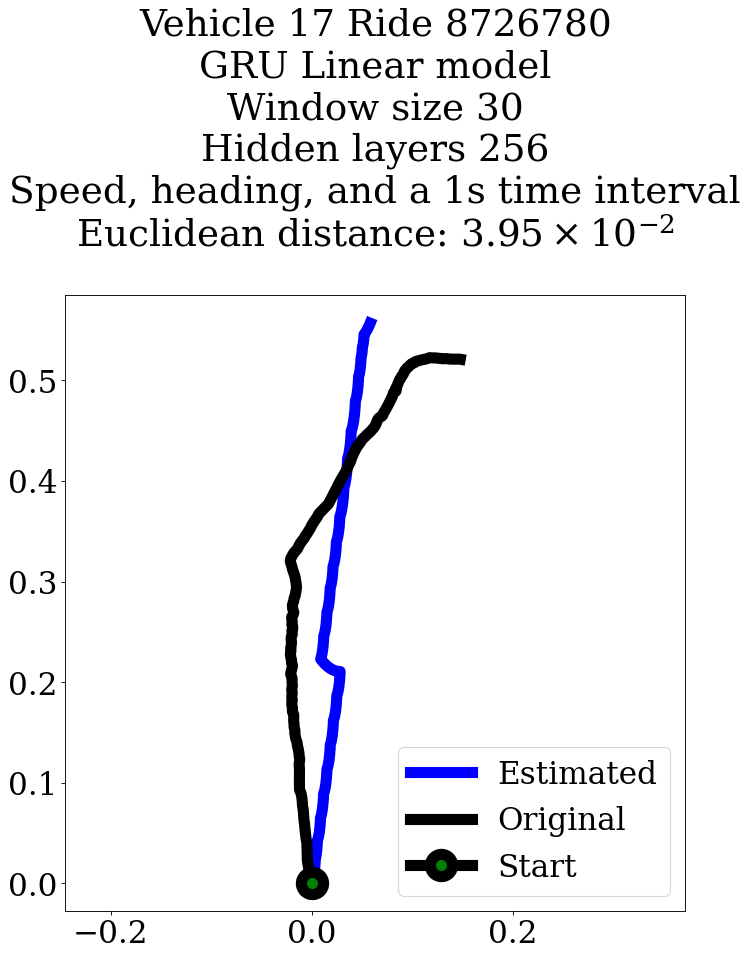 Vehicle 17 Ride 8726780
GRU Linear model
Window size 30
Hidden layers 256
Speed, heading, and a 1s time interval
Euclidean distance: 3.95 × 10⁻²
0.5
0.4
0.3
0.2
0.1
0.0
Estimated
Original
Start
−0.2 0.0 0.2